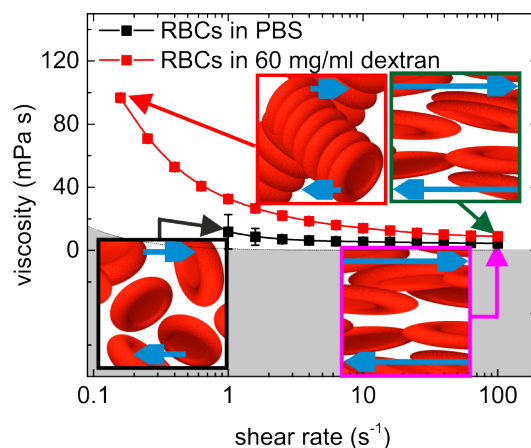 RBCs in PBS
RBCs in 60 mg/ml dextran
120
80
40
0
viscosity (mPa s)
0.1
1
10
100
shear rate (s⁻¹)